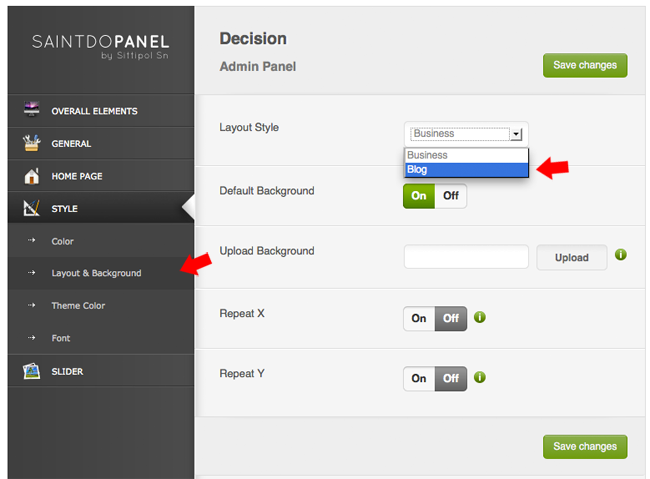 SAINTDOPANEL
by Sittipol Sn
OVERALL ELEMENTS
GENERAL
HOME PAGE
STYLE
Color
Layout & Background
Theme Color
Font
SLIDER
Decision
Admin Panel
Save changes
Layout Style
Business
Business
Blog
Default Background
On Off
Upload Background
Upload
i
Repeat X
On Off
i
Repeat Y
On Off
i
Save changes